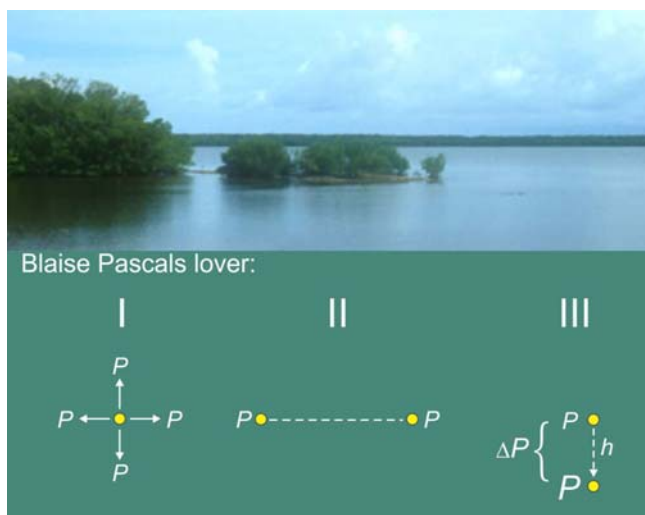 Blaise Pascals lover:
I II III
P
P P P P P
ΔP h
P P